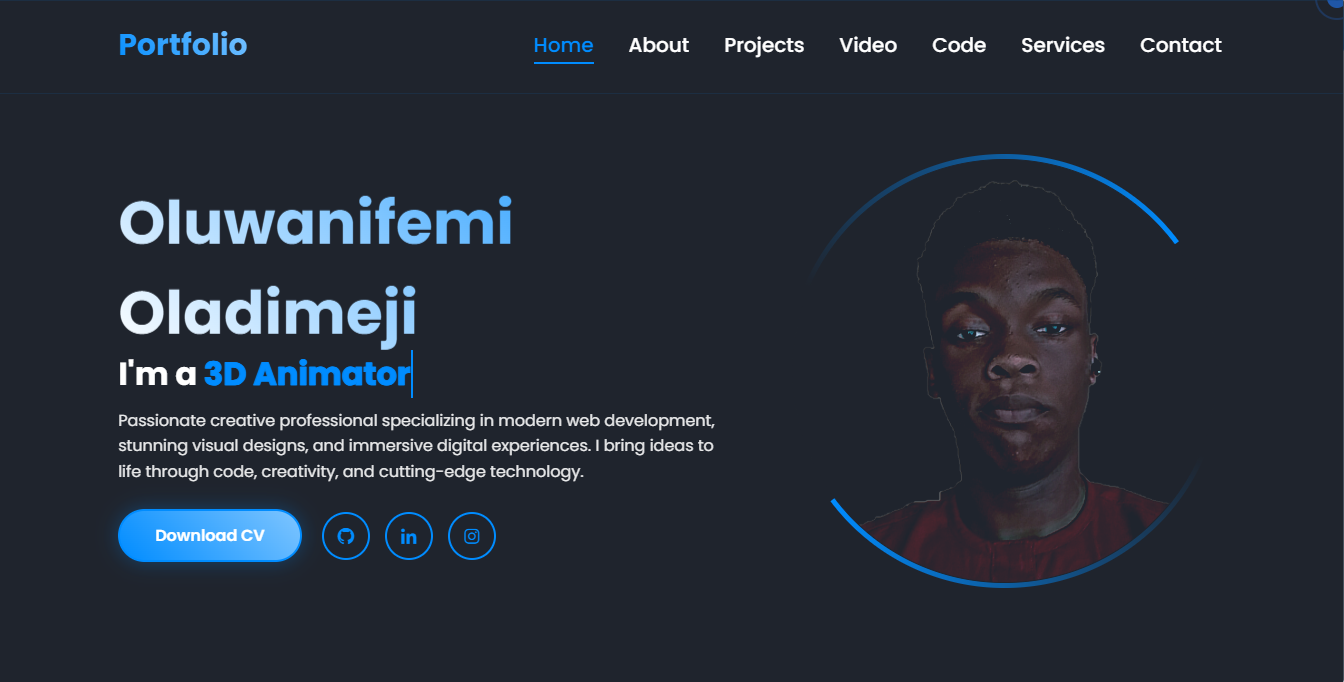 Portfolio
Home About Projects Video Code Services Contact
Oluwanifemi
Oladimeji
I'm a 3D Animator
Passionate creative professional specializing in modern web development,
stunning visual designs, and immersive digital experiences. I bring ideas to
life through code, creativity, and cutting-edge technology.
Download CV
in